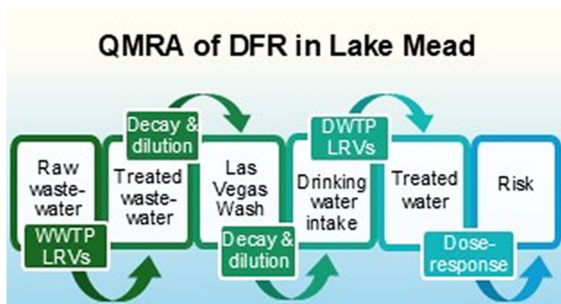 QMRA of DFR in Lake Mead
Raw
waste-
water
WWTP
LRVs
Decay &
dilution
Treated
waste-
water
Las
Vegas
Wash
Decay &
dilution
Drinking
water
intake
DWTP
LRVs
Treated
water
Dose-
response
Risk